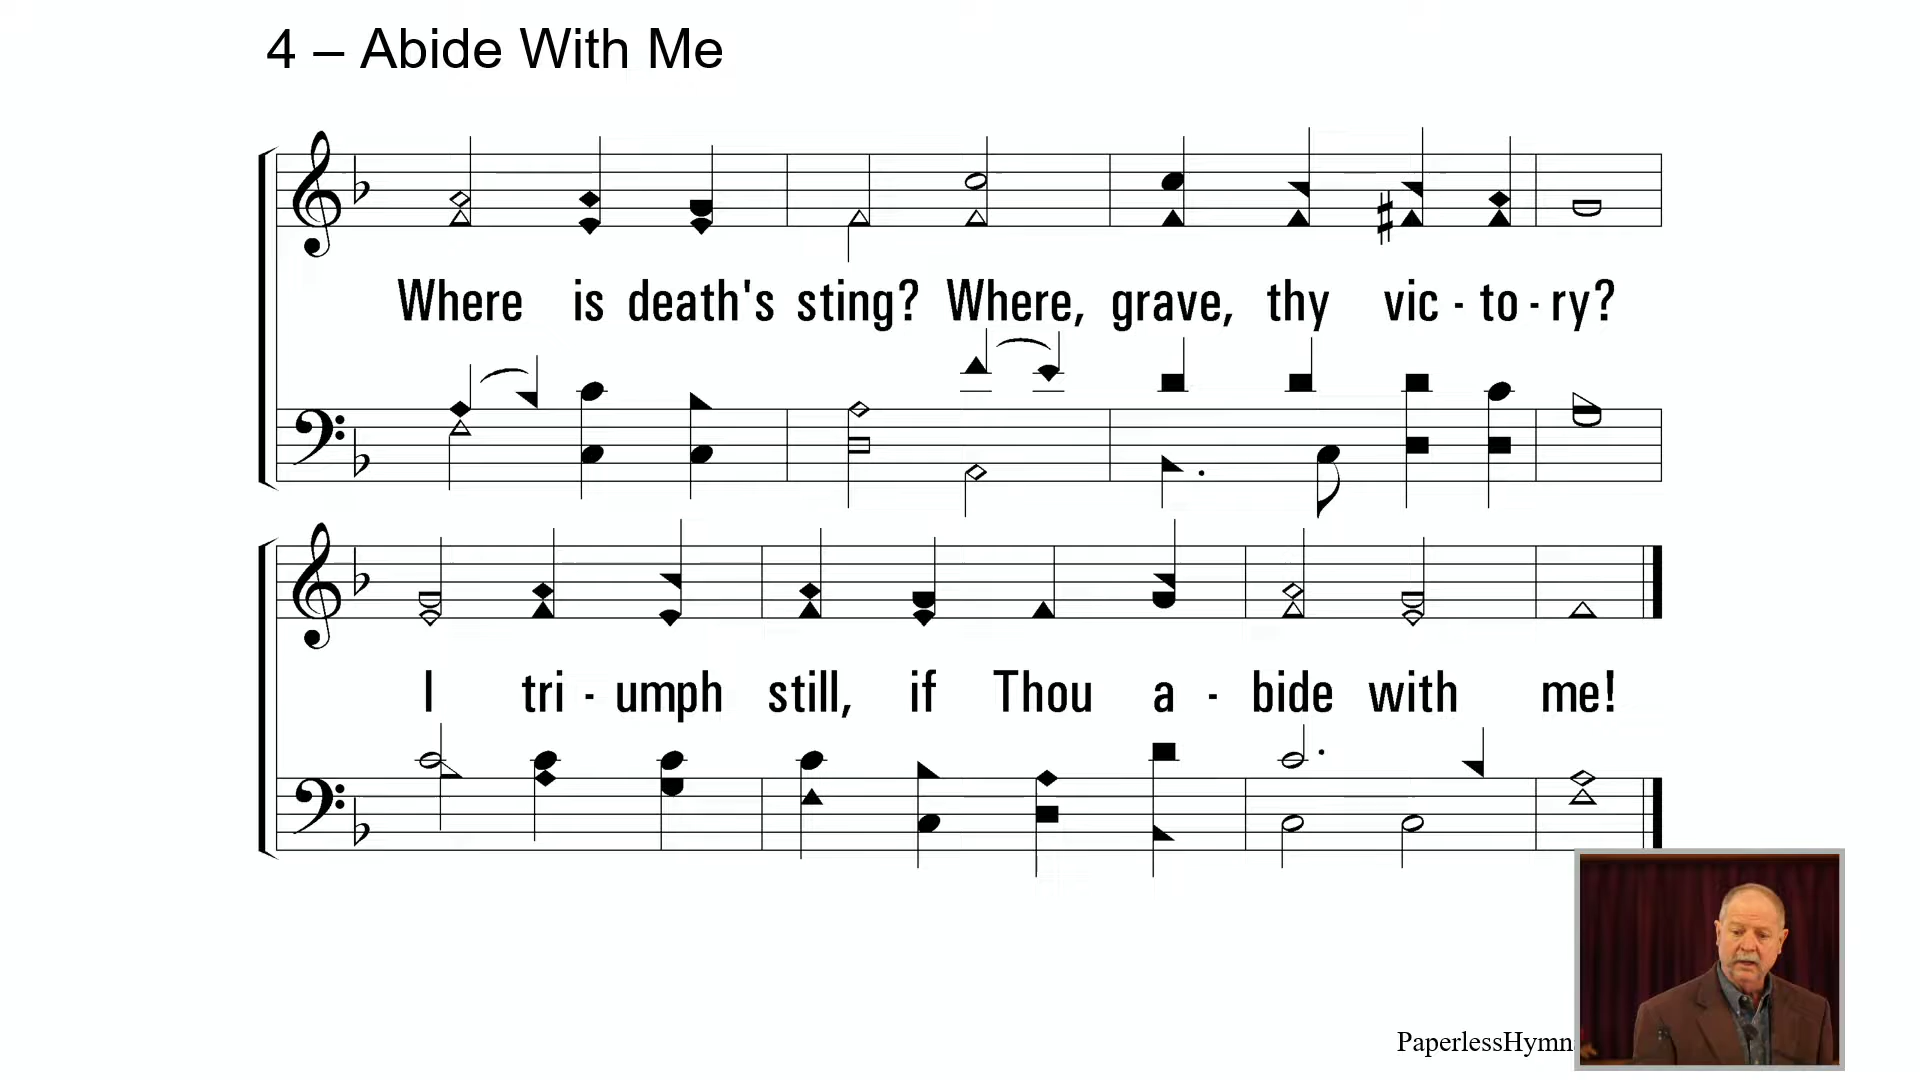 4 – Abide With Me
Where is death's sting? Where, grave, thy vic - to - ry?
I tri - umph still, if Thou a - bide with me!
PaperlessHymn